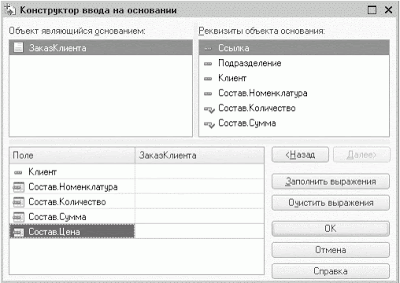 Конструктор ввода на основании
Объект являющийся основанием:
ЗаказКлиента
Реквизиты объекта основания:
Ссылка
Подразделение
Клиент
Состав.Номенклатура
Состав.Количество
Состав.Сумма
Поле ЗаказКлиента
Клиент
Состав.Номенклатура
Состав.Количество
Состав.Сумма
Состав.Цена
<Назад Далее>
Заполнить выражения
Очистить выражения
OK
Отмена
Справка